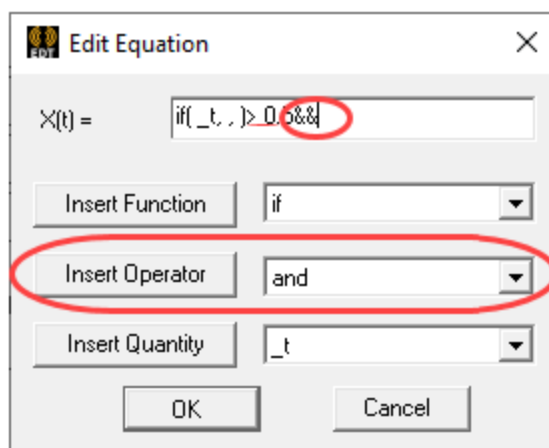 EDT Edit Equation
X(t) = if( _t, , )> 0.5&&
Insert Function if
Insert Operator and
Insert Quantity _t
OK Cancel